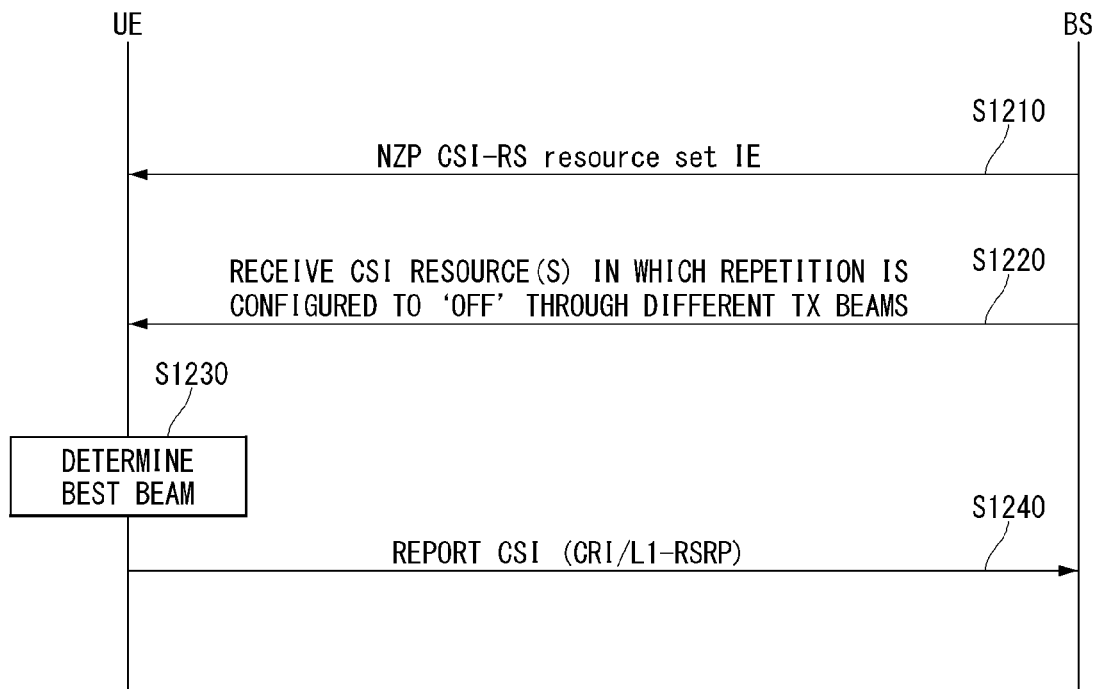 UE
BS
S1210
NZP CSI-RS resource set IE
S1220
RECEIVE CSI RESOURCE(S) IN WHICH REPETITION IS
CONFIGURED TO ‘OFF’ THROUGH DIFFERENT TX BEAMS
S1230
DETERMINE
BEST BEAM
S1240
REPORT CSI (CRI/L1-RSRP)